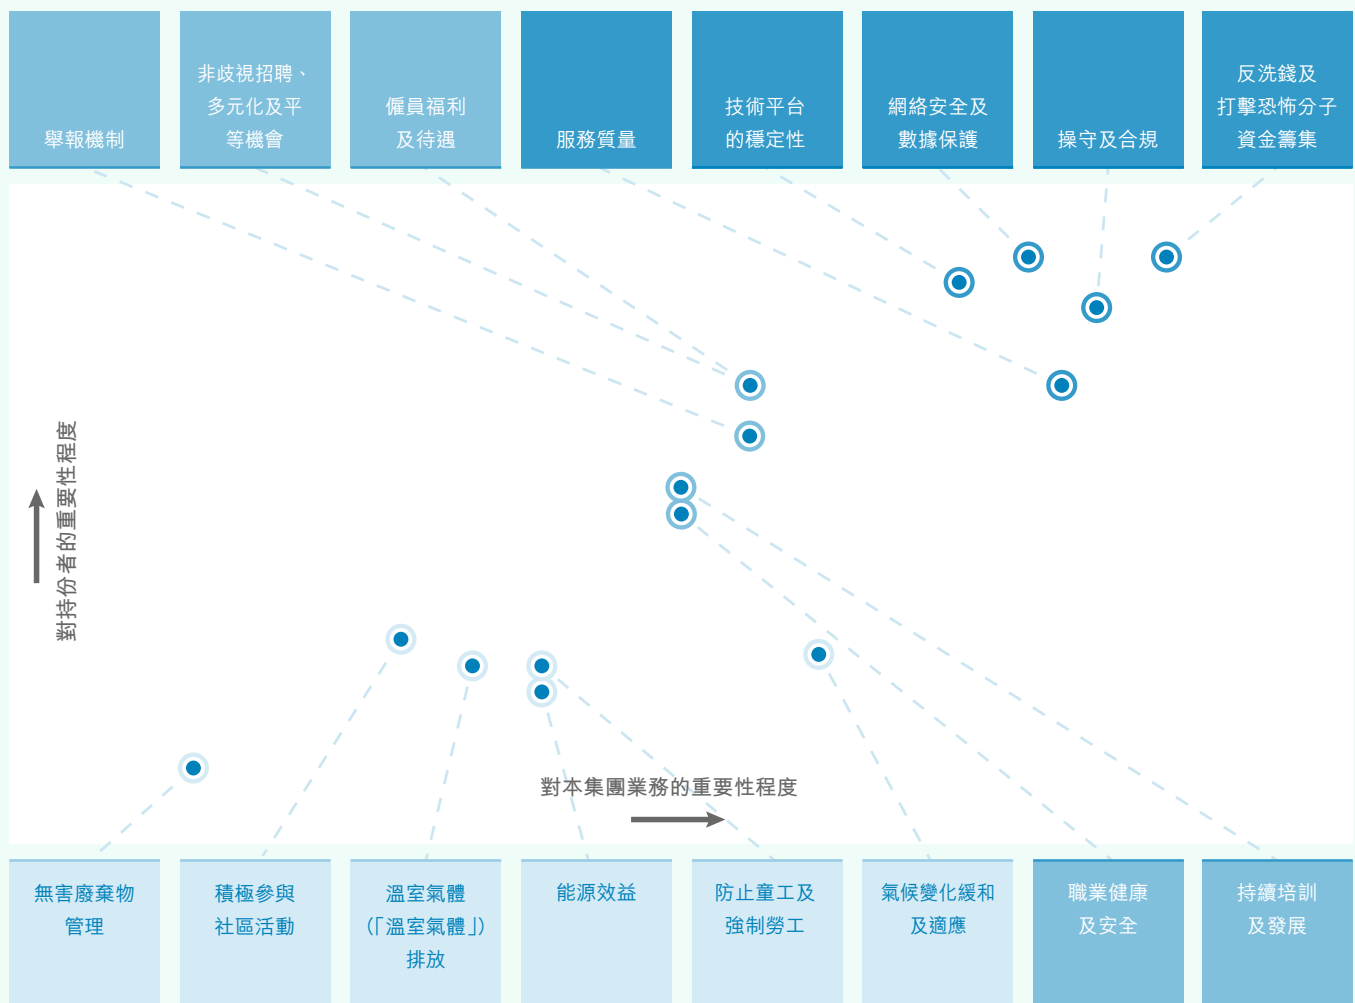 舉報機制
非歧視招聘、
多元化及平
等機會
僱員福利
及待遇
服務質量
技術平台
的穩定性
網絡安全及
數據保護
操守及合規
反洗錢及
打擊恐怖分子
資金籌集
對持份者的重要性程度
對本集團業務的重要性程度
無害廢棄物
管理
積極參與
社區活動
溫室氣體
（「溫室氣體」）
排放
能源效益
防止童工及
強制勞工
氣候變化緩和
及適應
職業健康
及安全
持續培訓
及發展